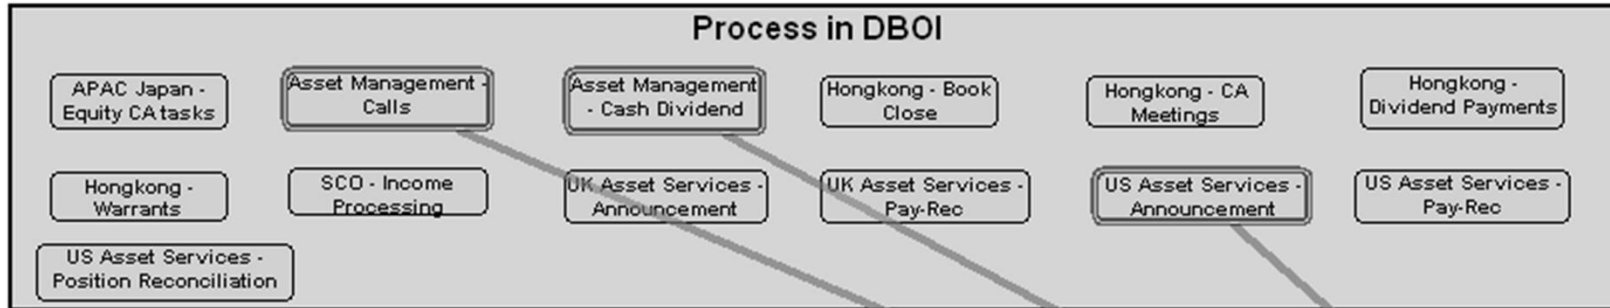 Process in DBOI
APAC Japan -
Equity CA tasks
Asset Management -
Calls
Asset Management
- Cash Dividend
Hongkong - Book
Close
Hongkong - CA
Meetings
Hongkong -
Dividend Payments
Hongkong -
Warrants
SCO - Income
Processing
UK Asset Services -
Announcement
UK Asset Services -
Pay-Rec
US Asset Services -
Announcement
US Asset Services -
Pay-Rec
US Asset Services -
Position Reconciliation